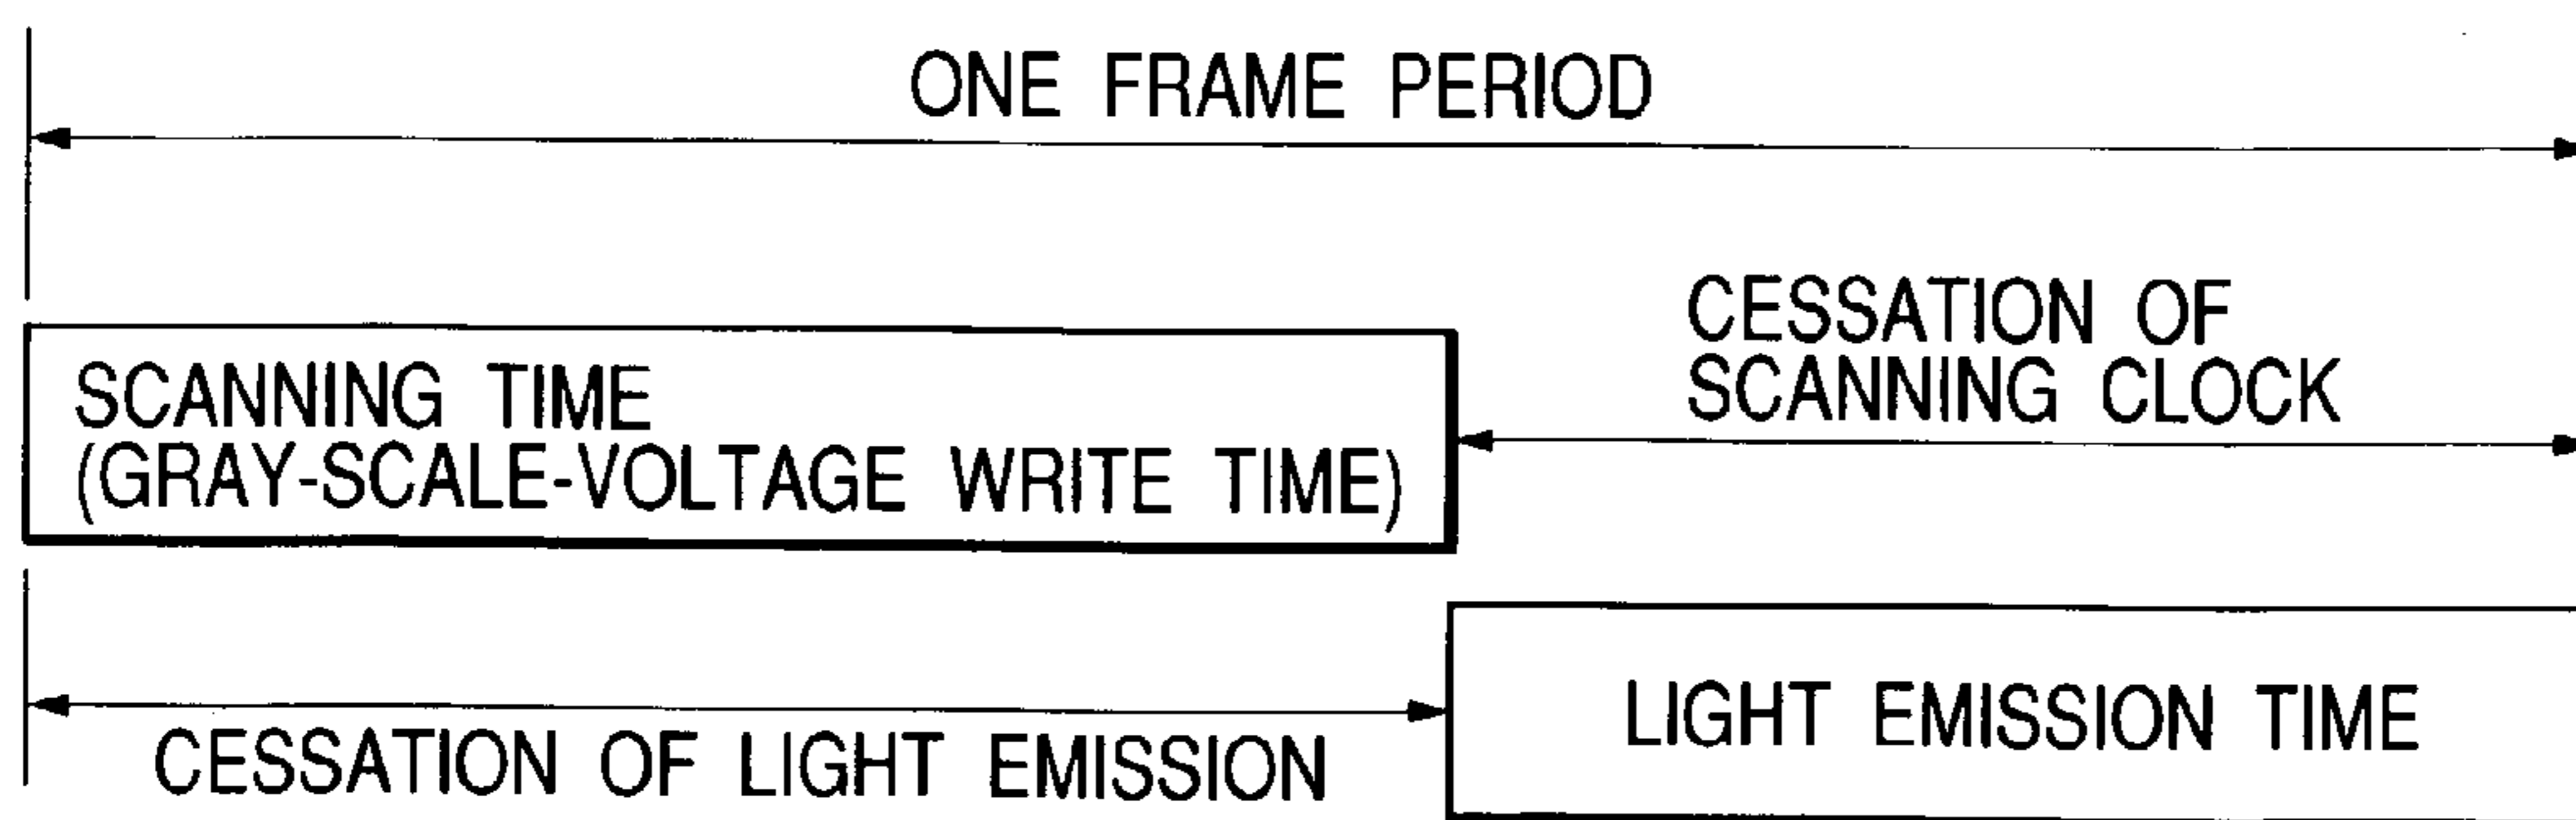 ONE FRAME PERIOD
CESSATION OF
SCANNING CLOCK
SCANNING TIME
(GRAY-SCALE-VOLTAGE WRITE TIME)
CESSATION OF LIGHT EMISSION
LIGHT EMISSION TIME